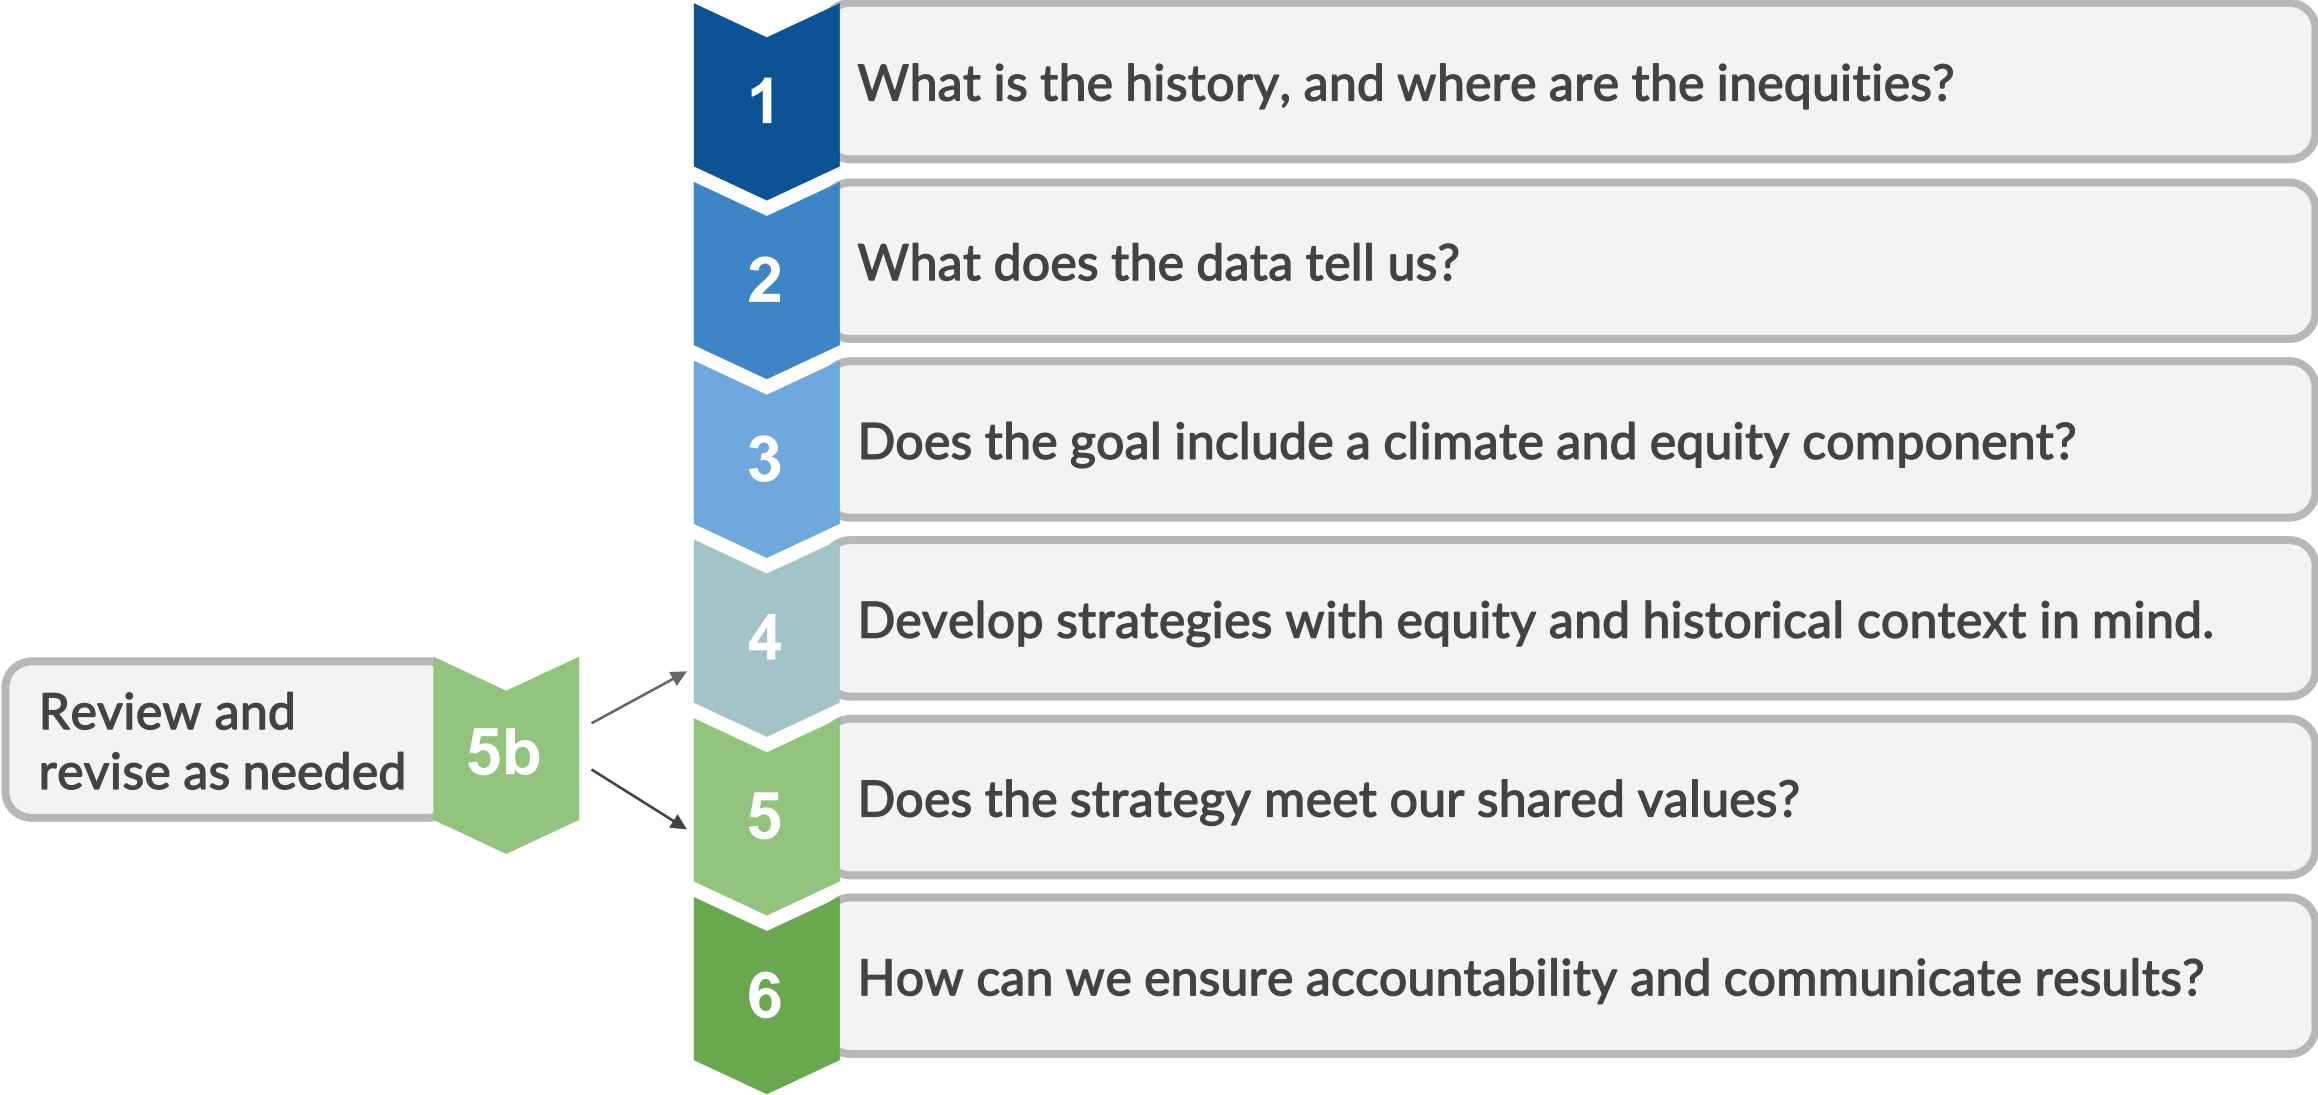 1
What is the history, and where are the inequities?
2
What does the data tell us?
3
Does the goal include a climate and equity component?
4
Develop strategies with equity and historical context in mind.
Review and
revise as needed
5b
5
Does the strategy meet our shared values?
6
How can we ensure accountability and communicate results?